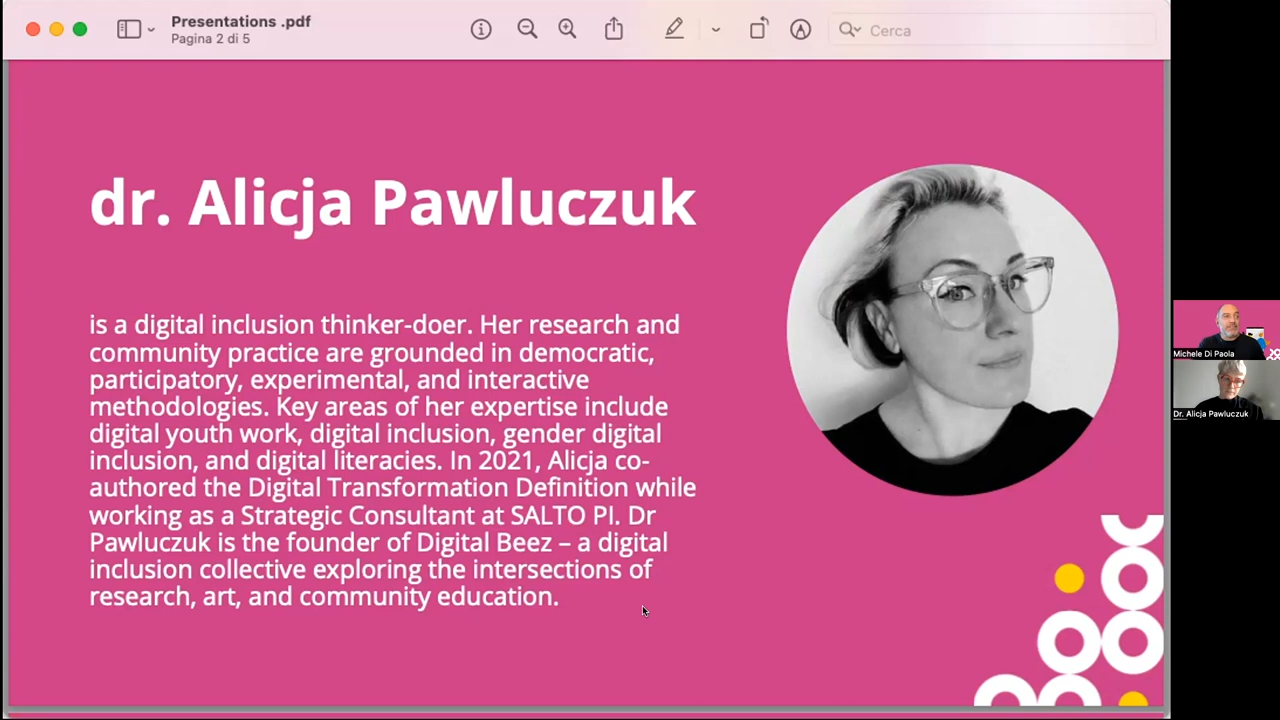 Presentations .pdf
Pagina 2 di 5
Cerca
dr. Alicja Pawluczuk
is a digital inclusion thinker-doer. Her research and
community practice are grounded in democratic,
participatory, experimental, and interactive
methodologies. Key areas of her expertise include
digital youth work, digital inclusion, gender digital
inclusion, and digital literacies. In 2021, Alicja co-
authored the Digital Transformation Definition while
working as a Strategic Consultant at SALTO PI. Dr
Pawluczuk is the founder of Digital Beez – a digital
inclusion collective exploring the intersections of
research, art, and community education.
Michele Di Paola
Dr. Alicja Pawluczuk